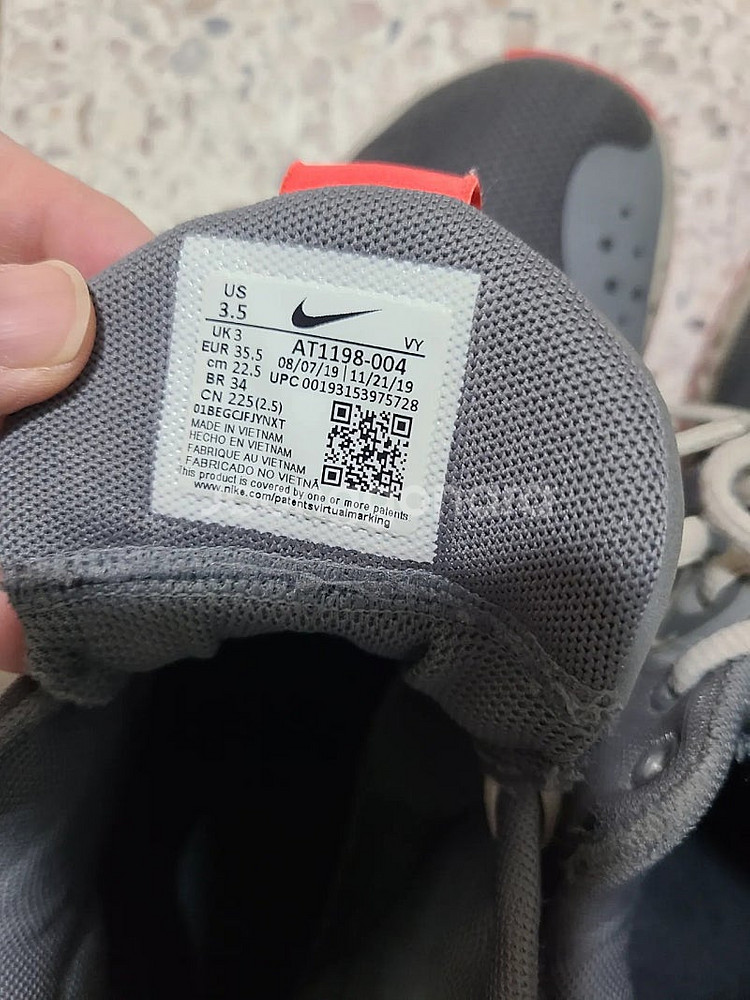 US
3.5
VY
UK 3
AT1198-004
EUR 35.5
08/07/19 | 11/21/19
cm 22.5
UPC 00193153975728
BR 34
CN 225(2.5)
01BEGCJFJYNXT
MADE IN VIETNAM
HECHO EN VIETNAM
FABRIQUE AU VIETNAM
FABRICADO NO VIETNÃ
This product is covered by one or more patents
www.nike.com/patentsvirtualmarking